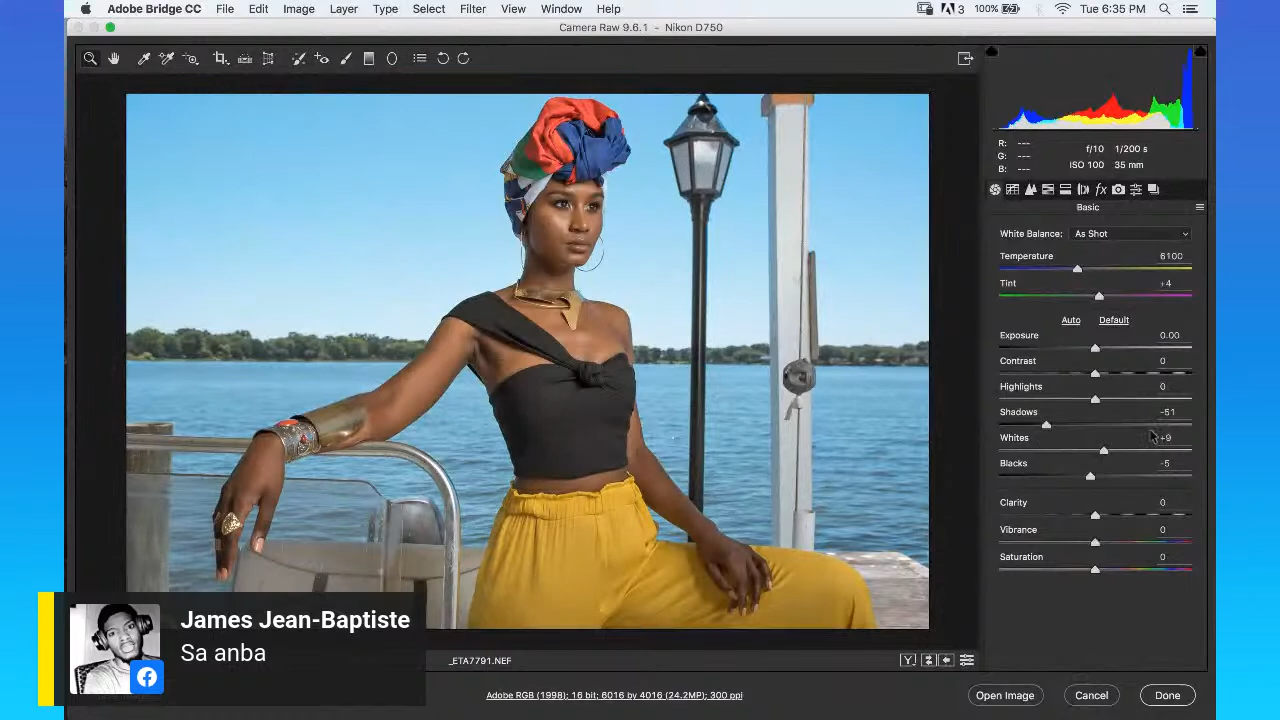 Adobe Bridge CC File Edit Image Layer Type Select Filter View Window Help 3 100% Tue 6:35 PM
Camera Raw 9.6.1 - Nikon D750
R: ---
G: ---
B: ---
f/10 1/200 s
ISO 100 35 mm
fx
Basic
White Balance: As Shot
Temperature 6100
Tint +4
Auto Default
Exposure 0.00
Contrast 0
Highlights 0
Shadows -51
Whites +9
Blacks -5
Clarity 0
Vibrance 0
Saturation 0
James Jean-Baptiste
Sa anba
_ETA7791.NEF
Y
Adobe RGB (1998); 16 bit; 6016 by 4016 (24.2MP); 300 ppi
Open Image Cancel Done